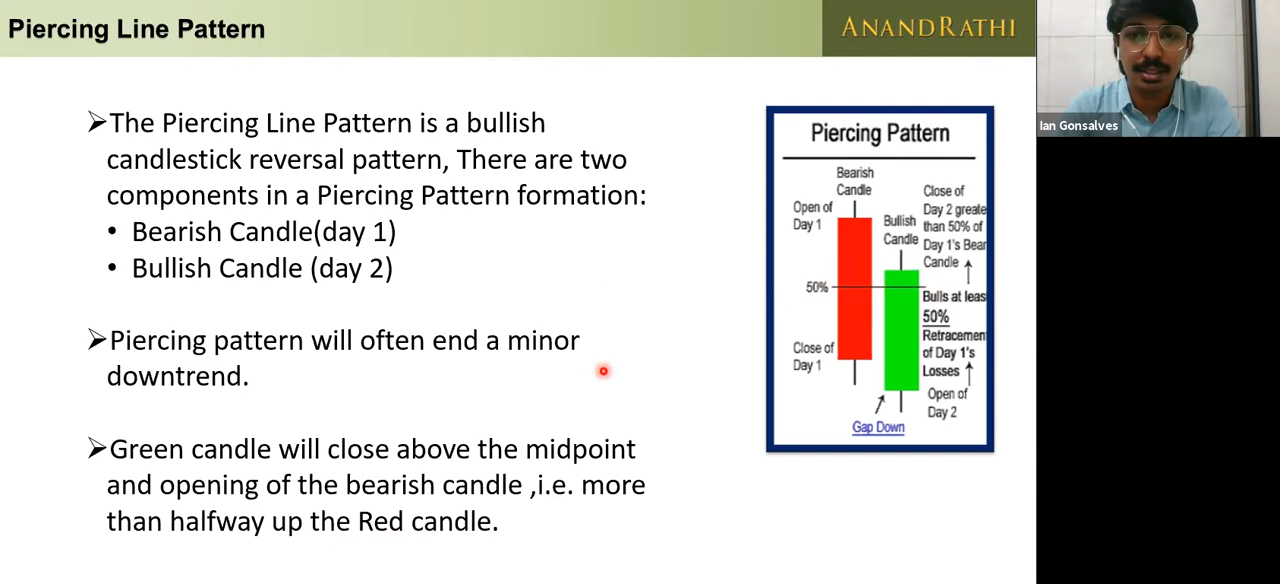 Piercing Line Pattern
ANANDRATHI
Ian Gonsalves
➢The Piercing Line Pattern is a bullish
candlestick reversal pattern, There are two
components in a Piercing Pattern formation:
• Bearish Candle(day 1)
• Bullish Candle (day 2)
➢Piercing pattern will often end a minor
downtrend.
➢Green candle will close above the midpoint
and opening of the bearish candle ,i.e. more
than halfway up the Red candle.
Piercing Pattern
Bearish
Candle
Open of
Day 1
Bullish
Candle
Close of
Day 2 greate
than 50% of
Day 1's Bear
Candle
50%
Bulls at leas
50%
Retracemen
of Day 1's
Losses
Close of
Day 1
Open of
Day 2
Gap Down